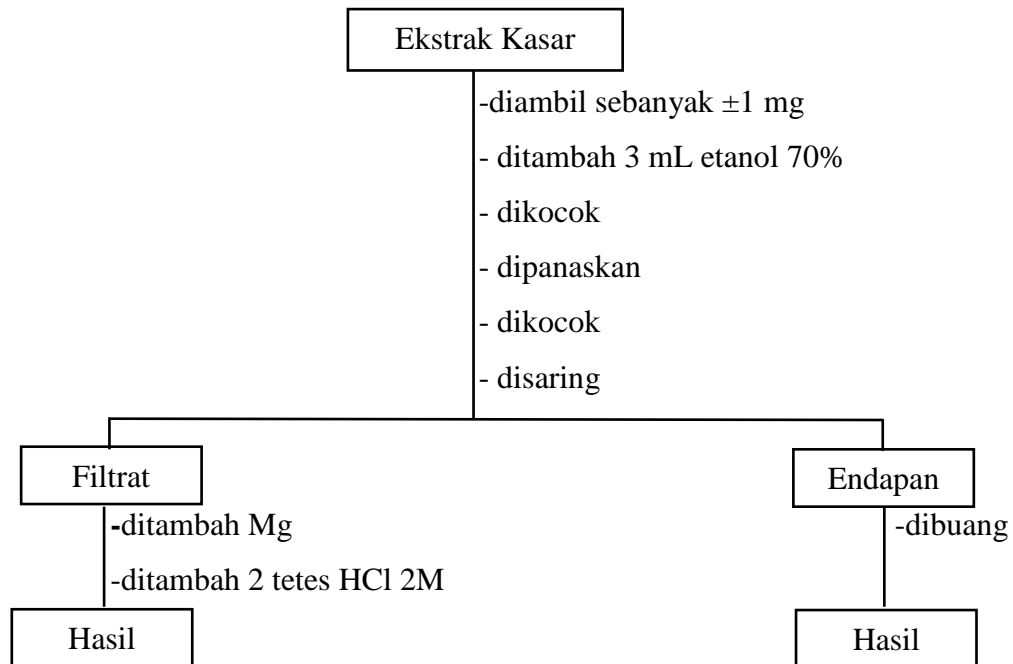 Ekstrak Kasar
-diambil sebanyak ±1 mg
- ditambah 3 mL etanol 70%
- dikocok
- dipanaskan
- dikocok
- disaring
Filtrat
-ditambah Mg
-ditambah 2 tetes HCl 2M
Hasil
Endapan
-dibuang
Hasil